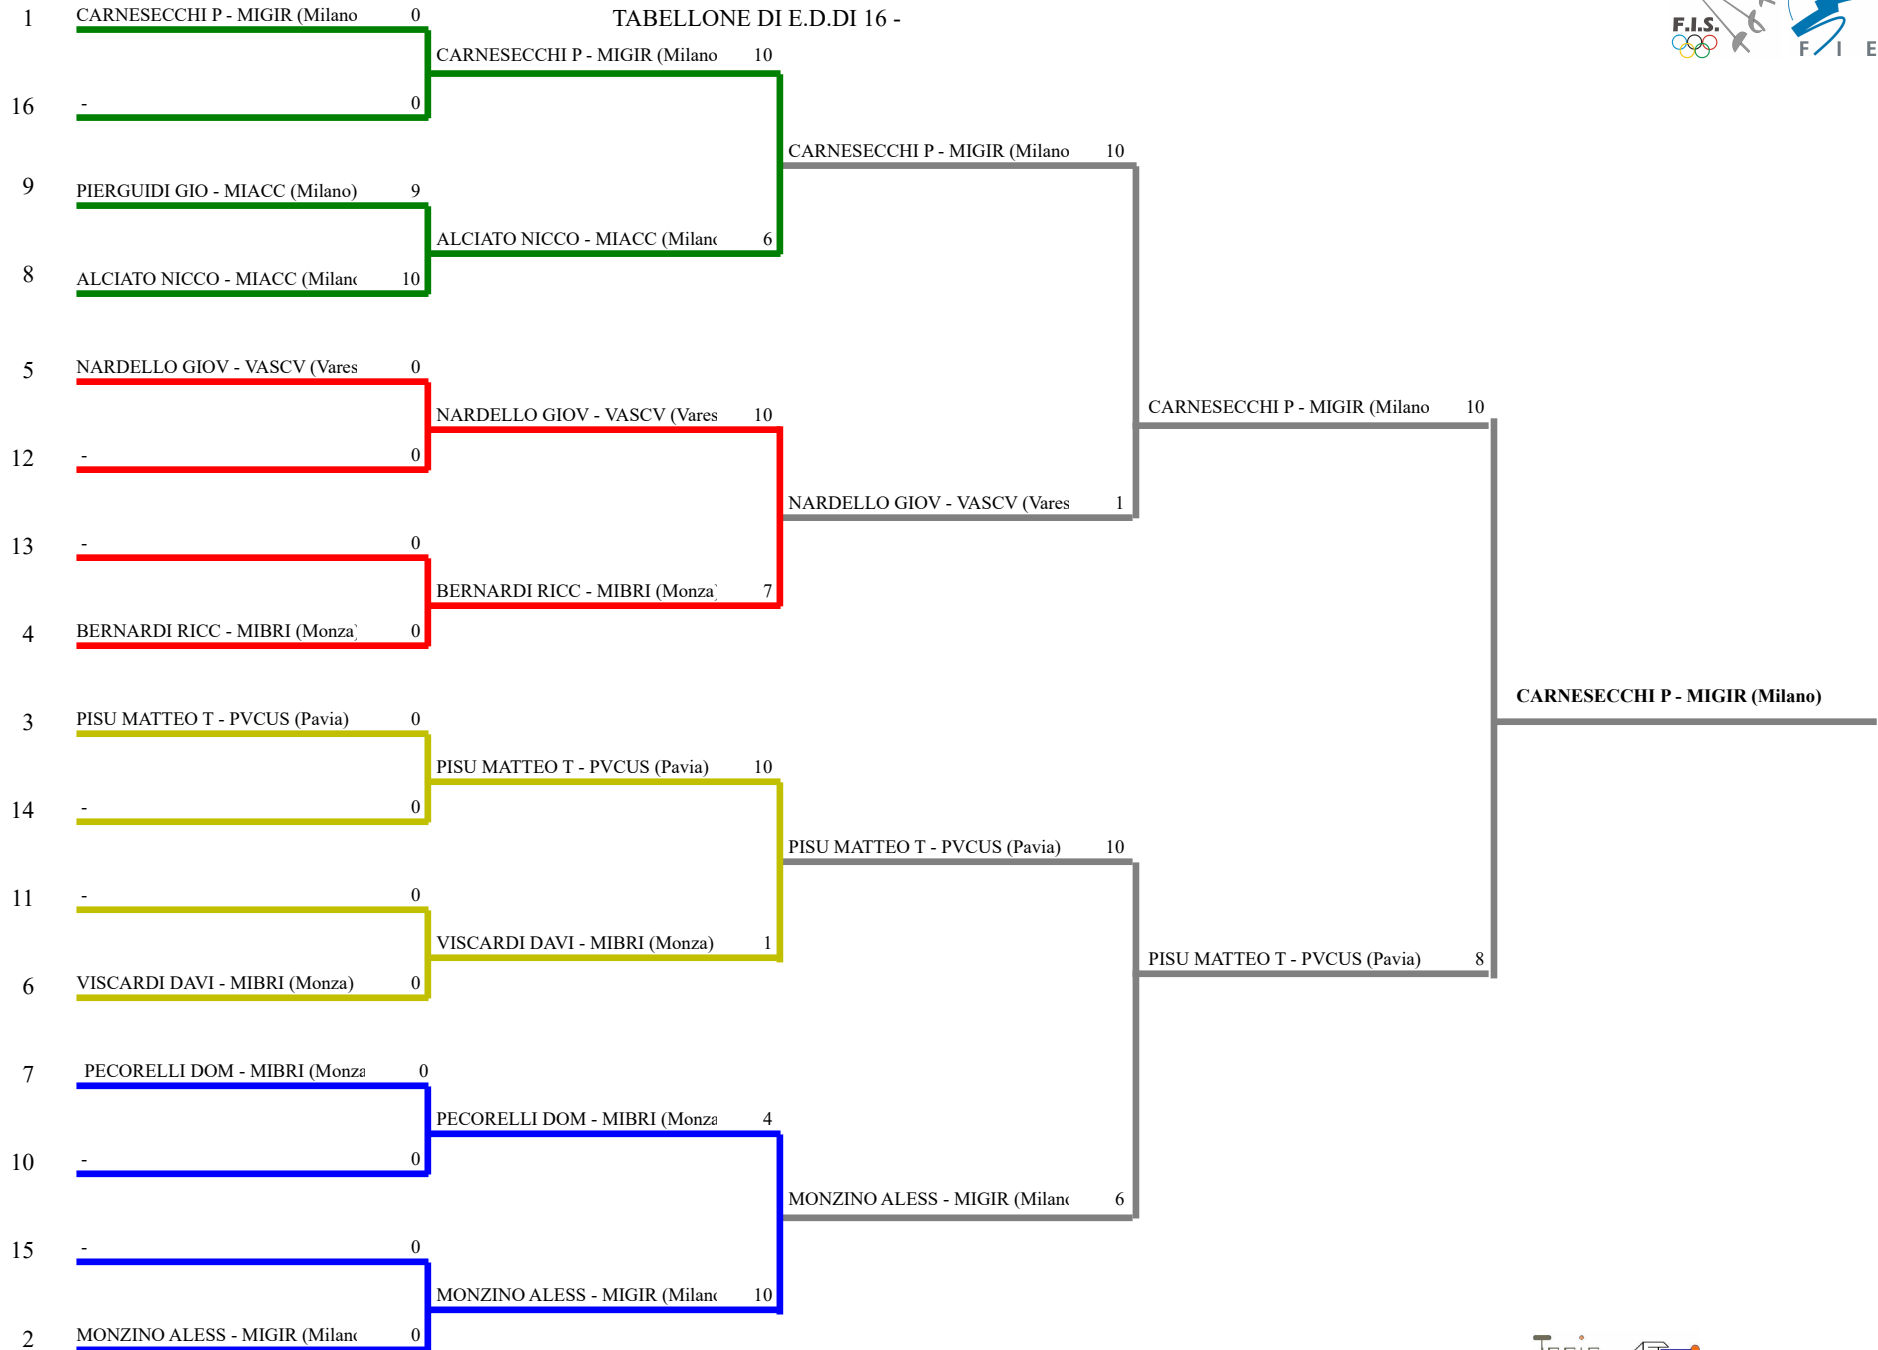 TABELLONE DI E.D.DI 16 -
F.I.S.
F I E
1 CARNESECCHI P - MIGIR (Milano 0
CARNESECCHI P - MIGIR (Milano 10
16 - 0
CARNESECCHI P - MIGIR (Milano 10
9 PIERGUIDI GIO - MIACC (Milano) 9
ALCIATO NICCO - MIACC (Milano 6
8 ALCIATO NICCO - MIACC (Milano 10
5 NARDELLO GIOV - VASCV (Vares 0
NARDELLO GIOV - VASCV (Vares 10
CARNESECCHI P - MIGIR (Milano 10
12 - 0
NARDELLO GIOV - VASCV (Vares 1
13 - 0
BERNARDI RICC - MIBRI (Monza) 7
4 BERNARDI RICC - MIBRI (Monza) 0
CARNESECCHI P - MIGIR (Milano)
3 PISU MATTEO T - PVCUS (Pavia) 0
PISU MATTEO T - PVCUS (Pavia) 10
14 - 0
PISU MATTEO T - PVCUS (Pavia) 10
11 - 0
VISCARDI DAVI - MIBRI (Monza) 1
PISU MATTEO T - PVCUS (Pavia) 8
6 VISCARDI DAVI - MIBRI (Monza) 0
7 PECORELLI DOM - MIBRI (Monza 0
PECORELLI DOM - MIBRI (Monza 4
10 - 0
MONZINO ALESS - MIGIR (Milano 6
15 - 0
MONZINO ALESS - MIGIR (Milano 10
2 MONZINO ALESS - MIGIR (Milano 0